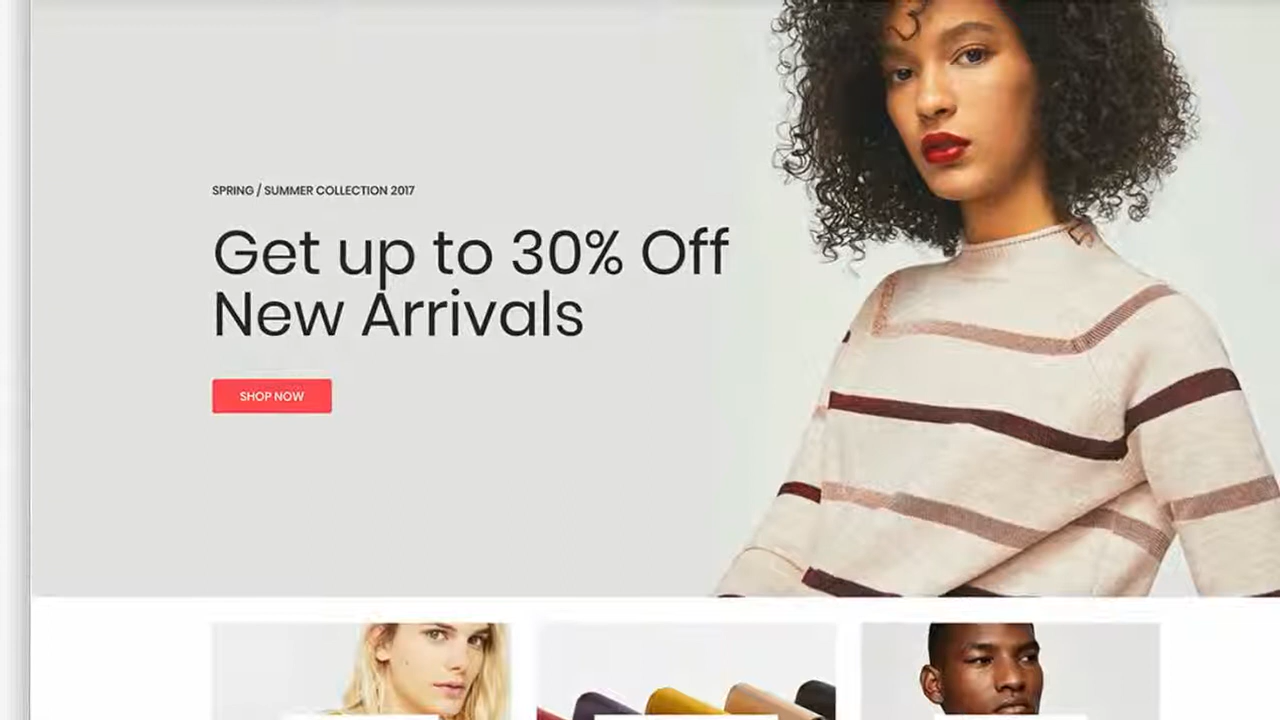 SPRING / SUMMER COLLECTION 2017
Get up to 30% Off
New Arrivals
SHOP NOW